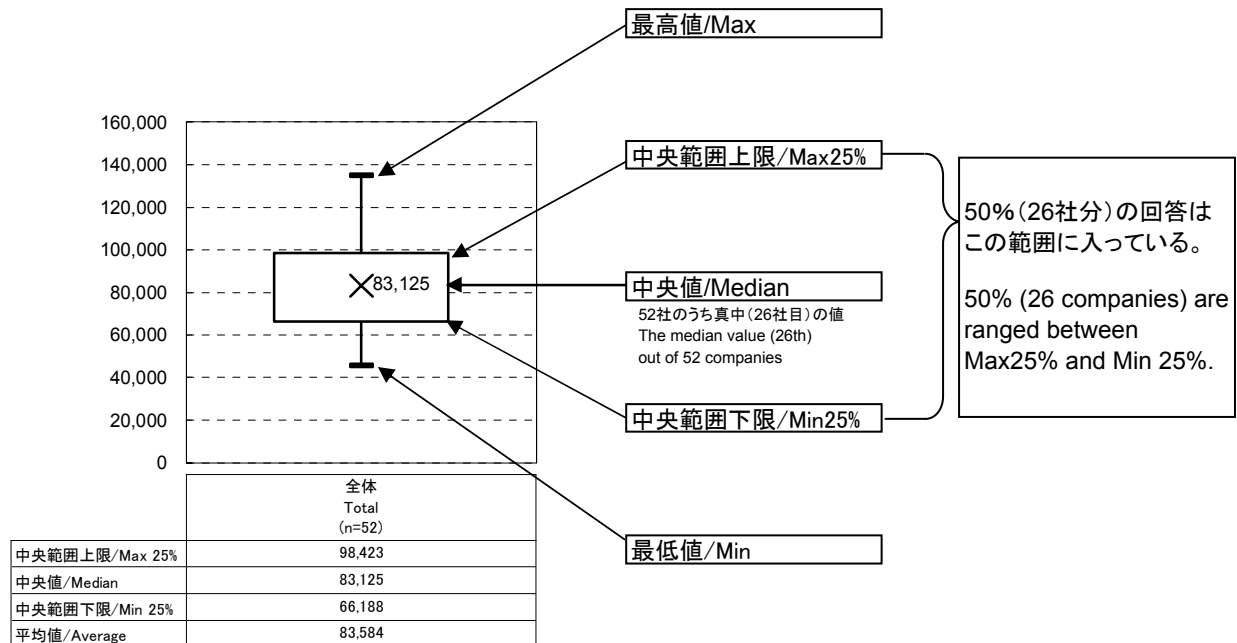 最高値/Max
160,000
140,000
120,000
100,000
80,000
60,000
40,000
20,000
0
83,125
中央範囲上限/Max25%
中央値/Median
52社のうち真中(26社目)の値
The median value (26th)
out of 52 companies
中央範囲下限/Min25%
最低値/Min
50%(26社分)の回答は
この範囲に入っている。
50% (26 companies) are
ranged between
Max25% and Min 25%.
全体
Total
(n=52)
中央範囲上限/Max 25% 98,423
中央値/Median 83,125
中央範囲下限/Min 25% 66,188
平均値/Average 83,584